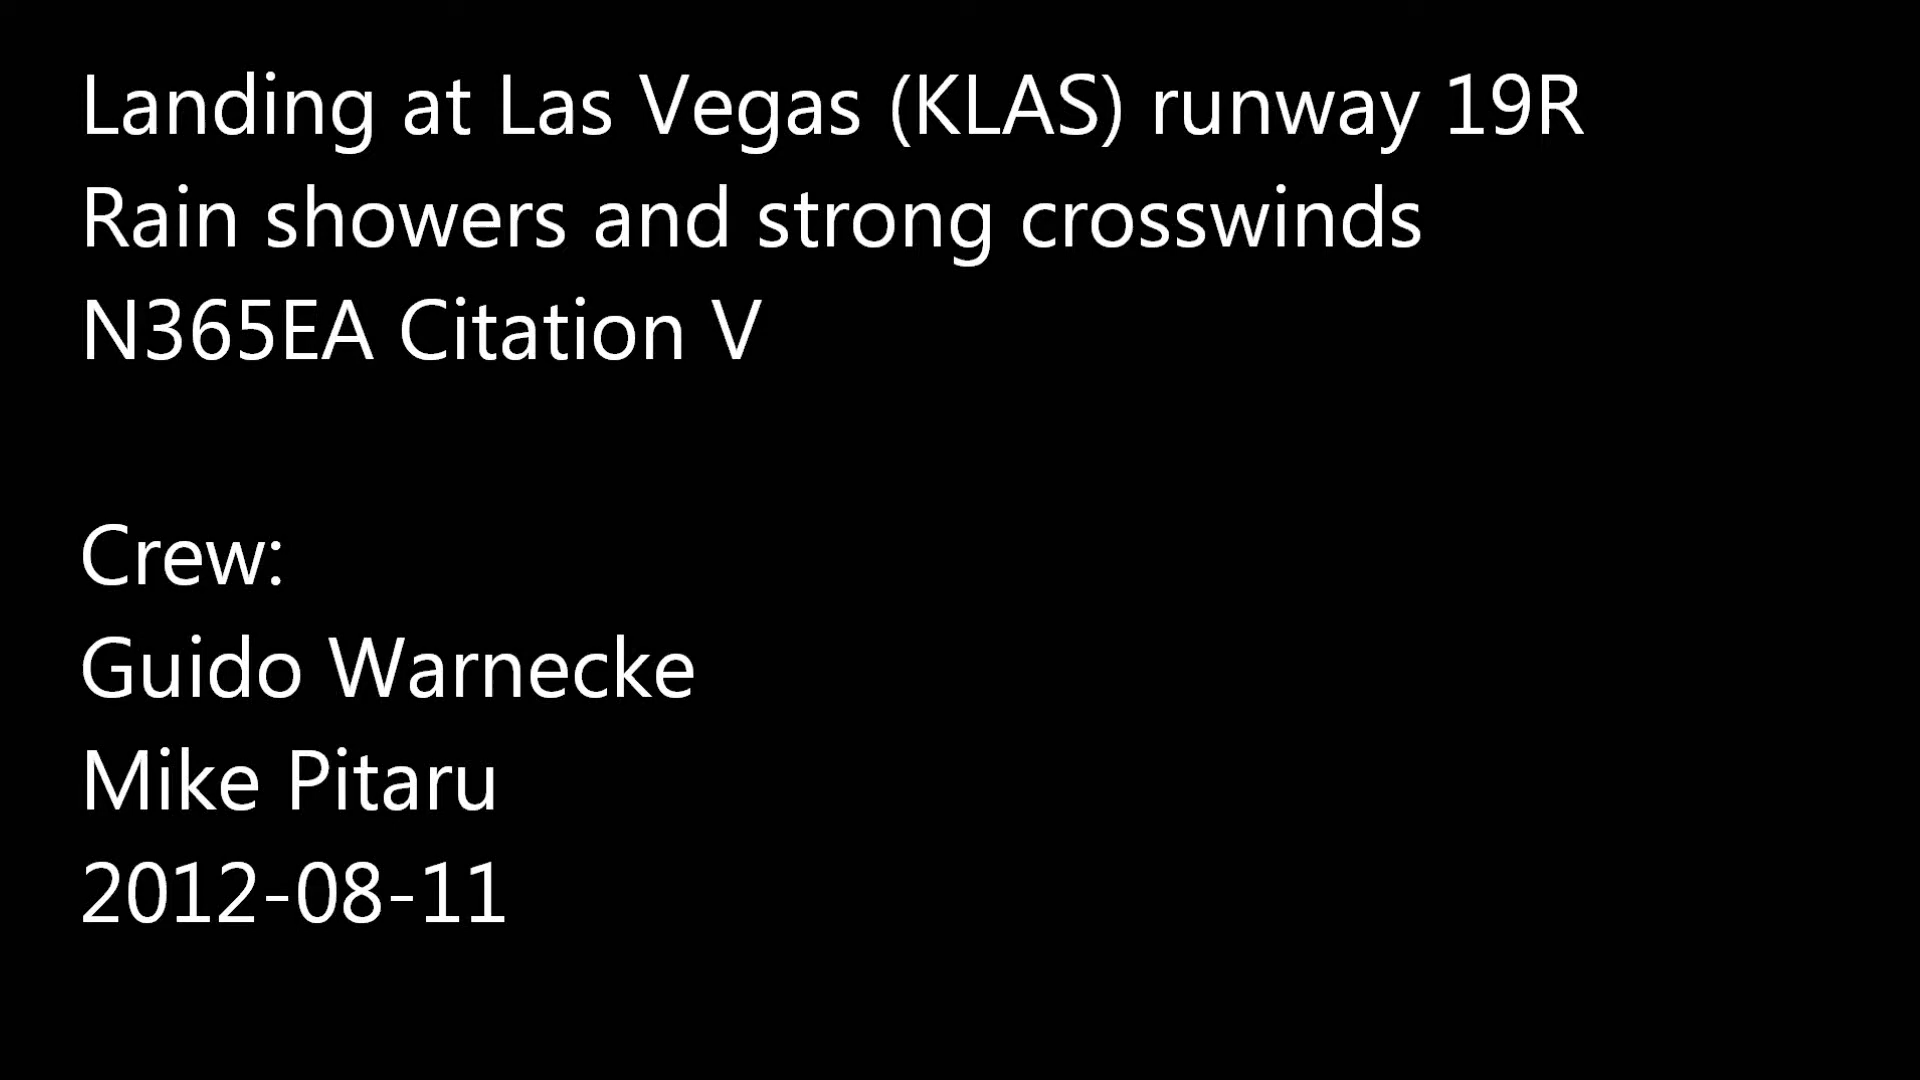 Landing at Las Vegas (KLAS) runway 19R
Rain showers and strong crosswinds
N365EA Citation V
Crew:
Guido Warnecke
Mike Pitaru
2012-08-11